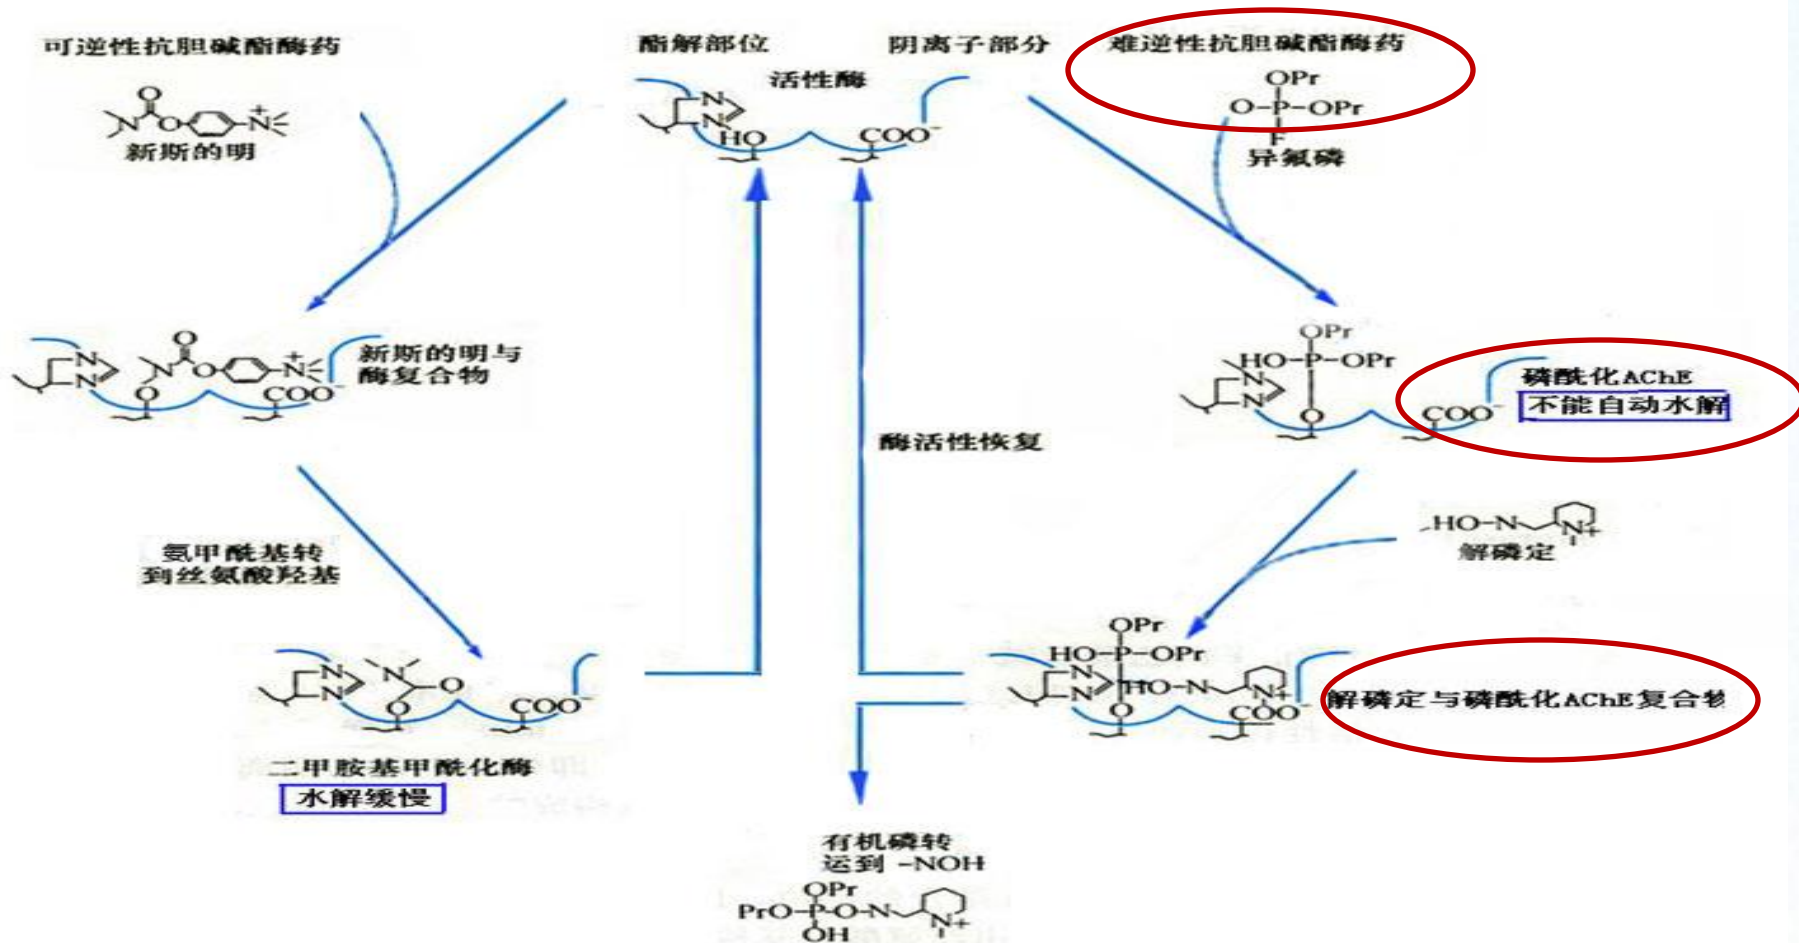 可逆性抗胆碱酯酶药
酯解部位
阴离子部分
难逆性抗胆碱酯酶药
活性酶
OPr
O-P-OPr
F
异氟磷
O
N
O
N
+
新斯的明
N
N
HO
COO⁻
O
N
O
N
+
N
N
O
COO⁻
新斯的明与
酶复合物
OPr
HO-P-OPr
N
N
O
COO⁻
磷酰化AChE
不能自动水解
酶活性恢复
HO-N
N+
解磷定
氨甲酰基转
到丝氨酸羟基
N
N
N
O
O
COO⁻
OPr
HO-P-OPr
N
N
HO-N
N+
O
COO⁻
解磷定与磷酰化AChE复合物
二甲胺基甲酰化酶
水解缓慢
有机磷转
运到 -NOH
OPr
PrO-P-O-N
N+
OH